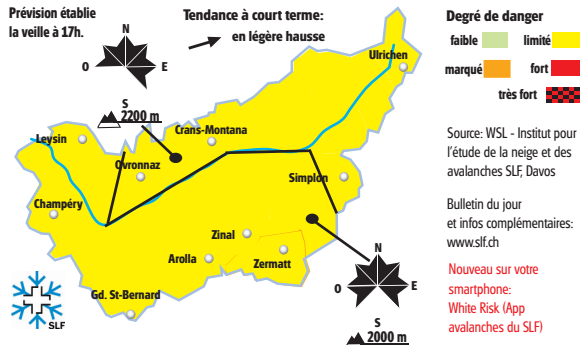 Prévision établie
la veille à 17h.
Tendance à court terme:
en légère hausse
N
O
E
S
2200 m
Ulrichen
Leysin
Crans-Montana
Ovronnaz
Simplon
Champéry
Zinal
Arolla
Zermatt
Gd. St-Bernard
SLF
N
O
E
S
2000 m
Degré de danger
faible
limité
marqué
fort
très fort
Source: WSL - Institut pour
l'étude de la neige et des
avalanches SLF, Davos
Bulletin du jour
et infos complémentaires:
www.slf.ch
Nouveau sur votre
smartphone:
White Risk (App
avalanches du SLF)